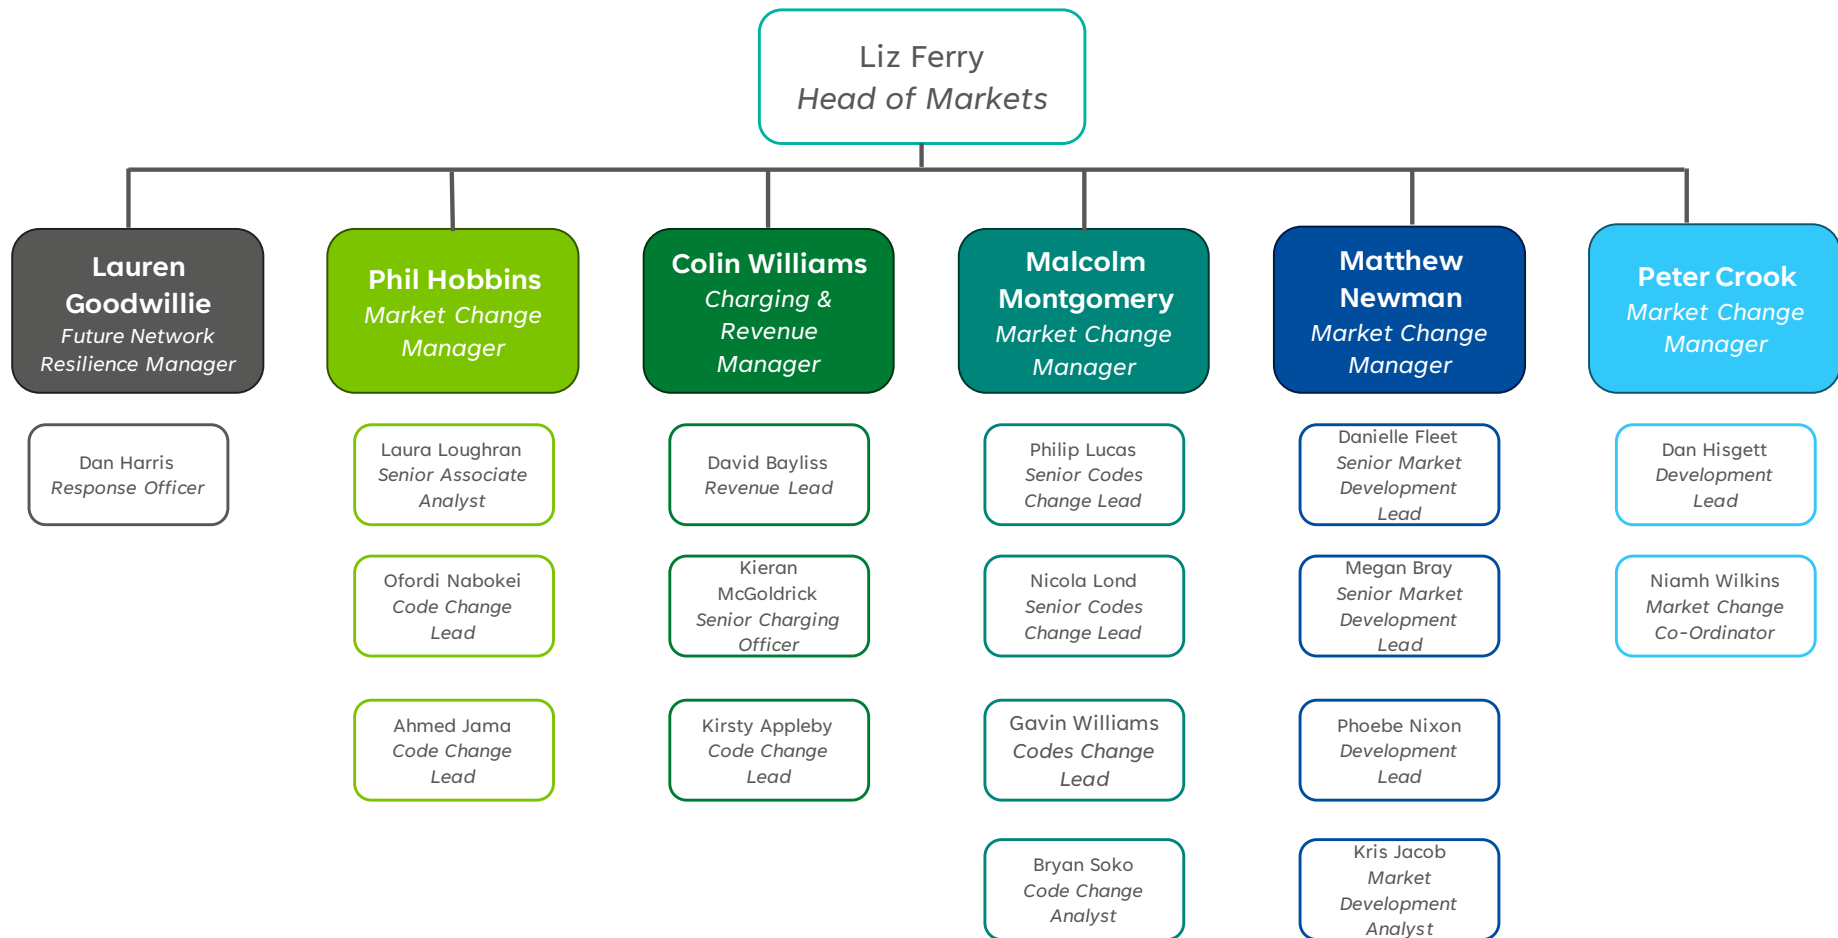 Liz Ferry
Head of Markets
Lauren
Goodwillie
Future Network
Resilience Manager
Phil Hobbins
Market Change
Manager
Colin Williams
Charging &
Revenue
Manager
Malcolm
Montgomery
Market Change
Manager
Matthew
Newman
Market Change
Manager
Peter Crook
Market Change
Manager
Dan Harris
Response Officer
Laura Loughran
Senior Associate
Analyst
David Bayliss
Revenue Lead
Philip Lucas
Senior Codes
Change Lead
Danielle Fleet
Senior Market
Development
Lead
Dan Hisgett
Development
Lead
Ofordi Nabokei
Code Change
Lead
Kieran
McGoldrick
Senior Charging
Officer
Nicola Lond
Senior Codes
Change Lead
Megan Bray
Senior Market
Development
Lead
Niamh Wilkins
Market Change
Co-Ordinator
Ahmed Jama
Code Change
Lead
Kirsty Appleby
Code Change
Lead
Gavin Williams
Codes Change
Lead
Phoebe Nixon
Development
Lead
Bryan Soko
Code Change
Analyst
Kris Jacob
Market
Development
Analyst